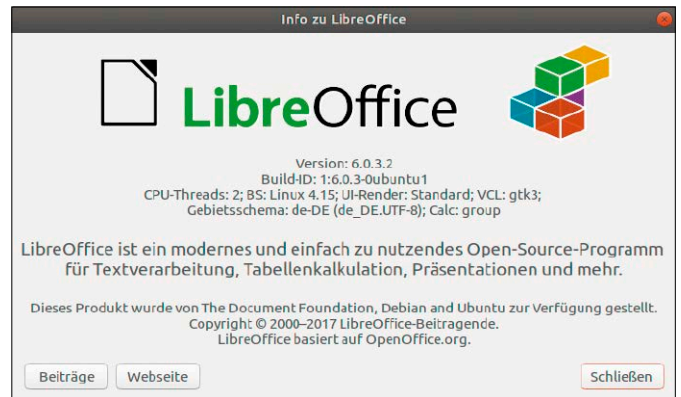 Info zu LibreOffice
LibreOffice
Version: 6.0.3.2
Build-ID: 1:6.0.3-0ubuntu1
CPU-Threads: 2; BS: Linux 4.15; UI-Render: Standard; VCL: gtk3;
Gebietsschema: de-DE (de_DE.UTF-8); Calc: group
LibreOffice ist ein modernes und einfach zu nutzendes Open-Source-Programm
für Textverarbeitung, Tabellenkalkulation, Präsentationen und mehr.
Dieses Produkt wurde von The Document Foundation, Debian and Ubuntu zur Verfügung gestellt.
Copyright © 2000–2017 LibreOffice-Beitragende.
LibreOffice basiert auf OpenOffice.org.
Beiträge Webseite Schließen